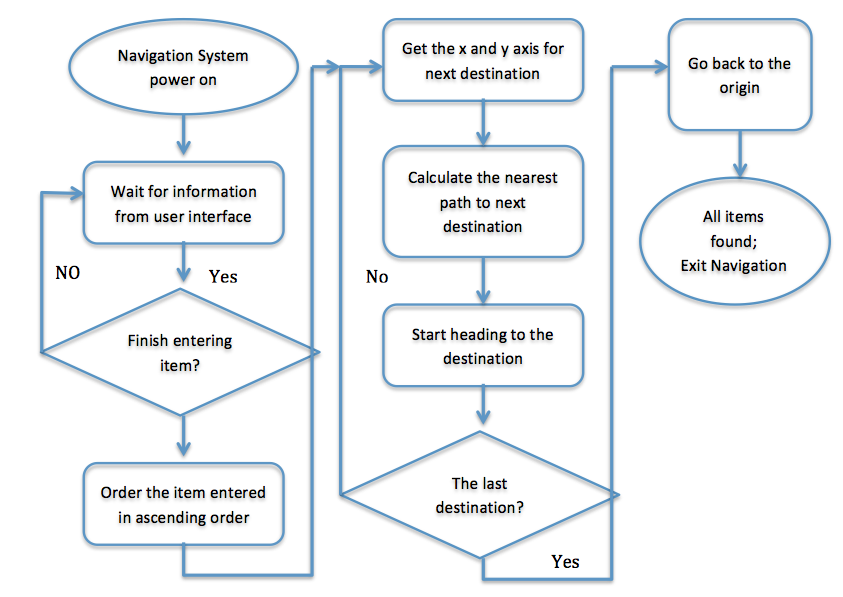 Navigation System
power on
Wait for information
from user interface
NO
Yes
Finish entering
item?
Order the item entered
in ascending order
Get the x and y axis for
next destination
Calculate the nearest
path to next
destination
No
Start heading to the
destination
The last
destination?
Yes
Go back to the
origin
All items
found;
Exit Navigation